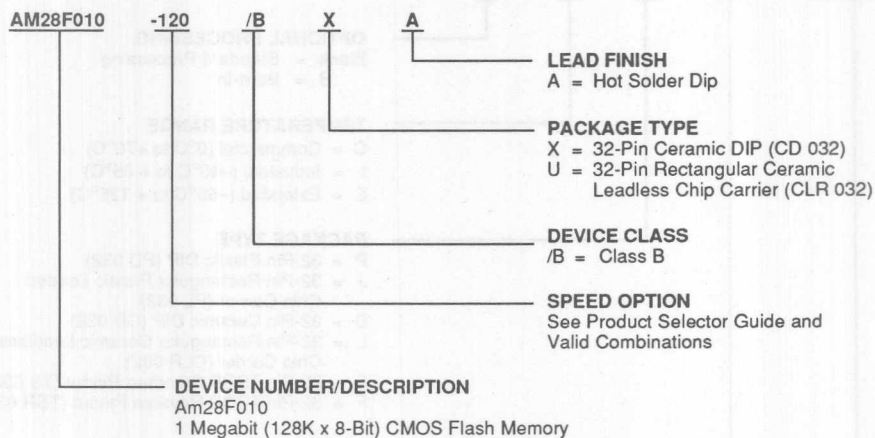 AM28F010 -120 /B X A
LEAD FINISH
A = Hot Solder Dip
PACKAGE TYPE
X = 32-Pin Ceramic DIP (CD 032)
U = 32-Pin Rectangular Ceramic
Leadless Chip Carrier (CLR 032)
DEVICE CLASS
/B = Class B
SPEED OPTION
See Product Selector Guide and
Valid Combinations
DEVICE NUMBER/DESCRIPTION
Am28F010
1 Megabit (128K x 8-Bit) CMOS Flash Memory